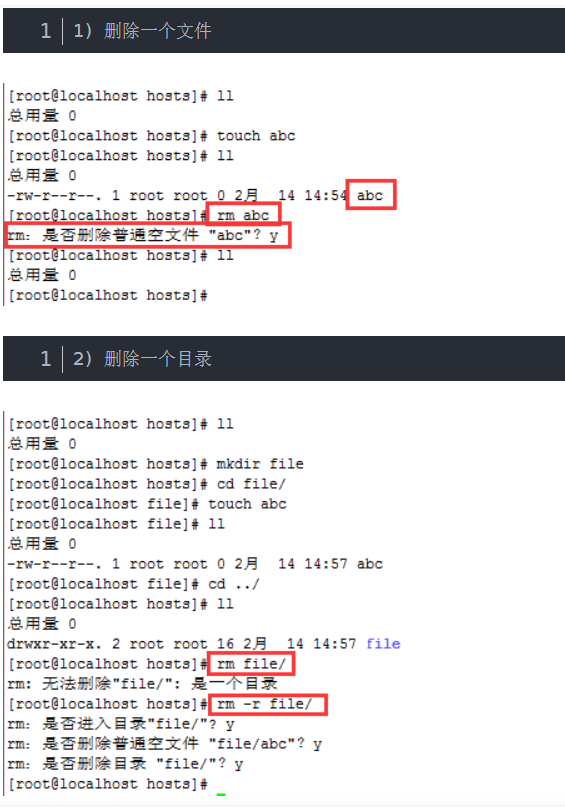 1 1) 删除一个文件
[root@localhost hosts]# ll
总用量 0
[root@localhost hosts]# touch abc
[root@localhost hosts]# ll
总用量 0
-rw-r--r--. 1 root root 0 2月  14 14:54 abc
[root@localhost hosts]# rm abc
rm：是否删除普通空文件 "abc"？y
[root@localhost hosts]# ll
总用量 0
[root@localhost hosts]#
1 2) 删除一个目录
[root@localhost hosts]# ll
总用量 0
[root@localhost hosts]# mkdir file
[root@localhost hosts]# cd file/
[root@localhost file]# touch abc
[root@localhost file]# ll
总用量 0
-rw-r--r--. 1 root root 0 2月  14 14:57 abc
[root@localhost file]# cd ../
[root@localhost hosts]# ll
总用量 0
drwxr-xr-x. 2 root root 16 2月  14 14:57 file
[root@localhost hosts]# rm file/
rm: 无法删除"file/": 是一个目录
[root@localhost hosts]# rm -r file/
rm：是否进入目录"file/"? y
rm：是否删除普通空文件 "file/abc"？y
rm：是否删除目录 "file/"？y
[root@localhost hosts]#